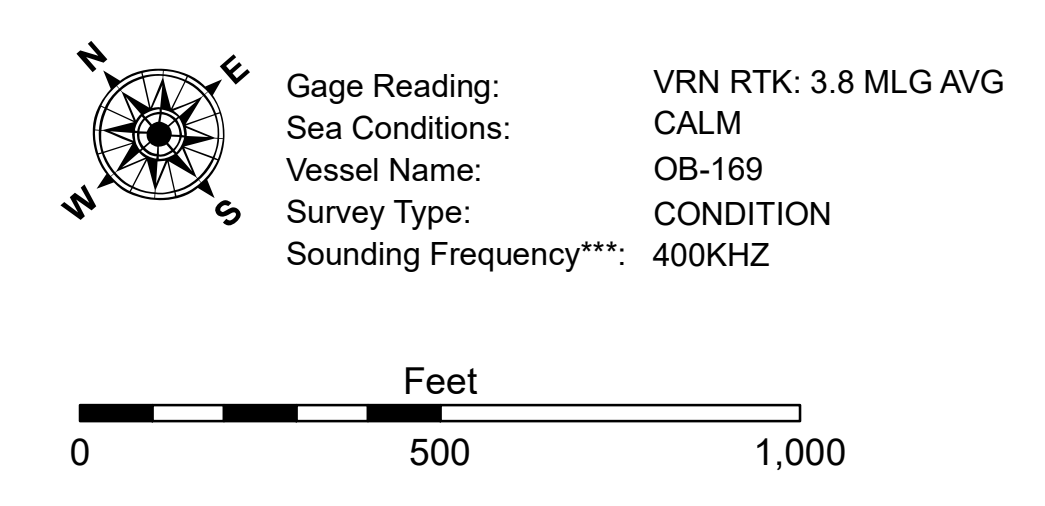 N E
W S
Gage Reading: VRN RTK: 3.8 MLG AVG
Sea Conditions: CALM
Vessel Name: OB-169
Survey Type: CONDITION
Sounding Frequency***: 400KHZ
Feet
0 500 1,000